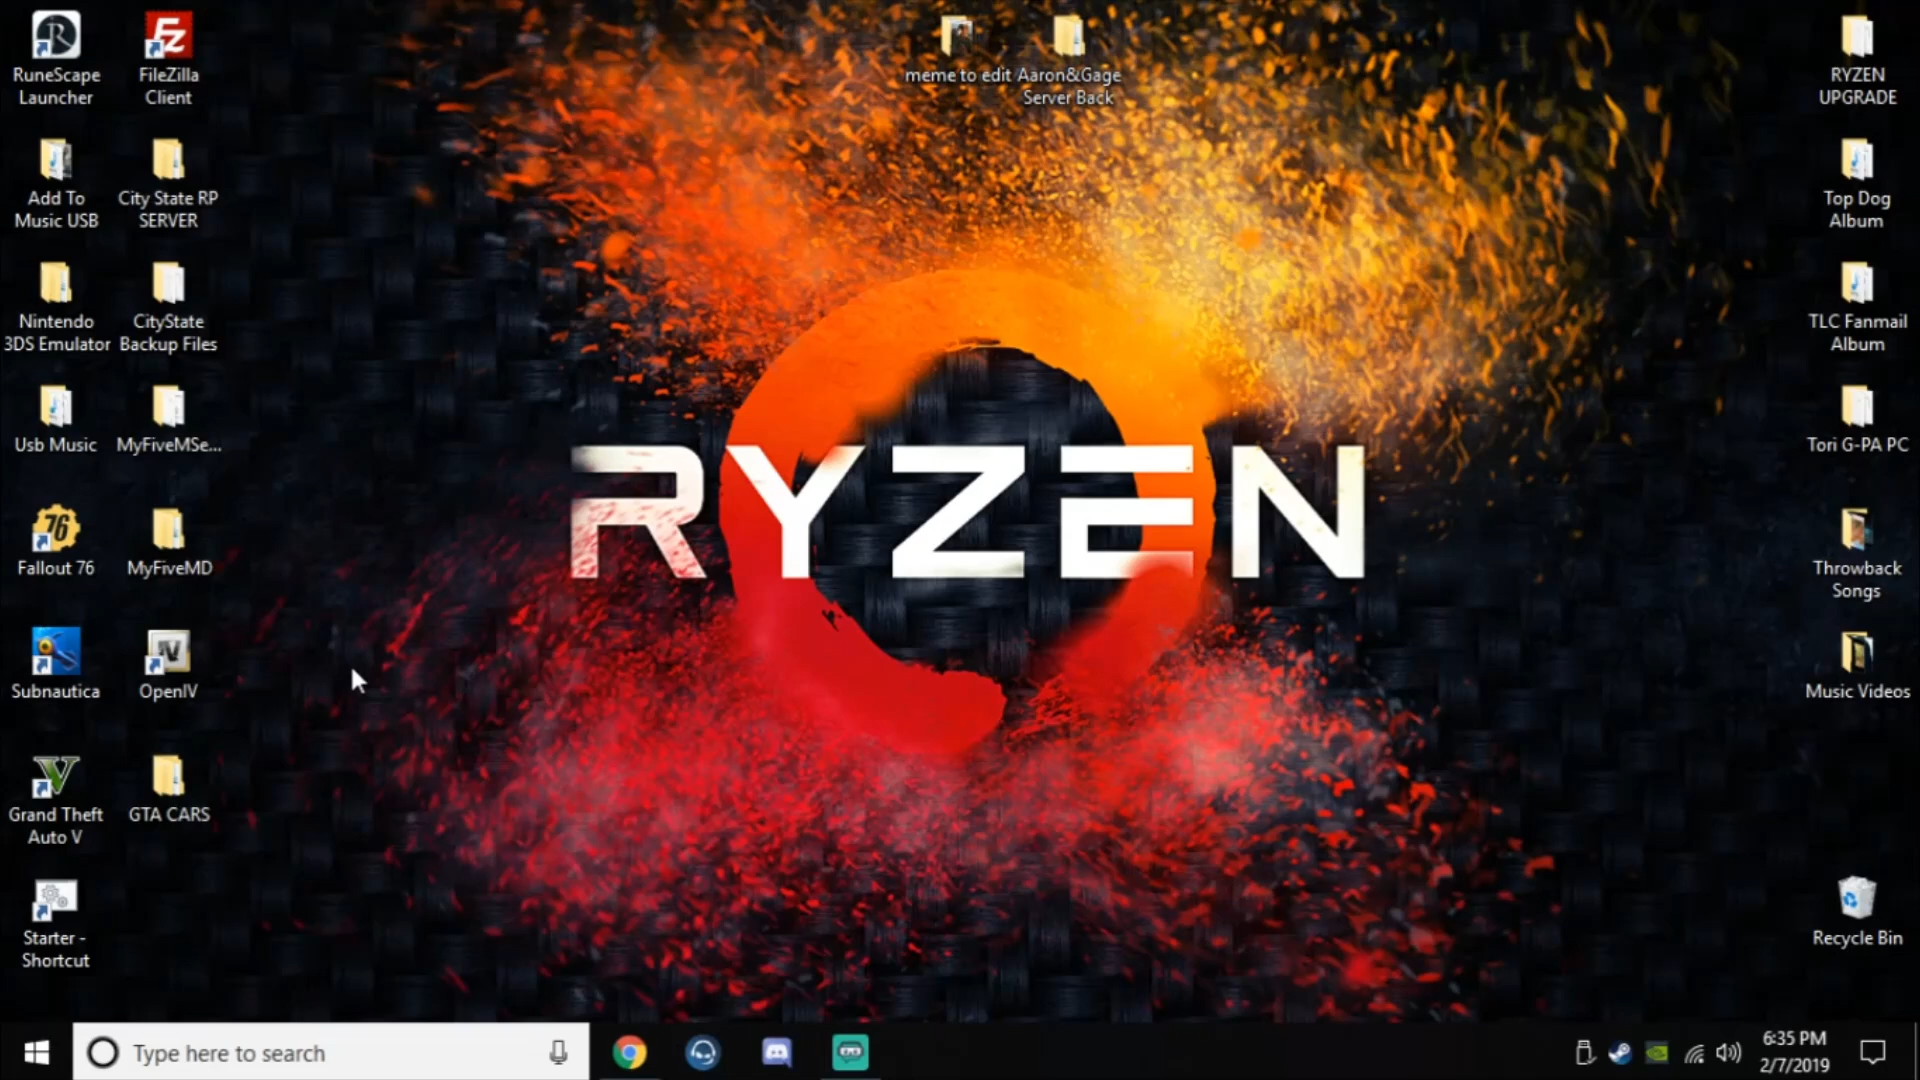 RuneScape
Launcher
FileZilla
Client
meme to edit
Aaron&Gage
Server Back
RYZEN
UPGRADE
Add To
Music USB
City State RP
SERVER
Top Dog
Album
Nintendo
3DS Emulator
CityState
Backup Files
TLC Fanmail
Album
Usb Music
MyFiveMSe...
Tori G-PA PC
RYZEN
76
Fallout 76
MyFiveMD
Throwback
Songs
Subnautica
IV
OpenIV
Music Videos
V
Grand Theft
Auto V
GTA CARS
Starter -
Shortcut
Recycle Bin
Type here to search
6:35 PM
2/7/2019